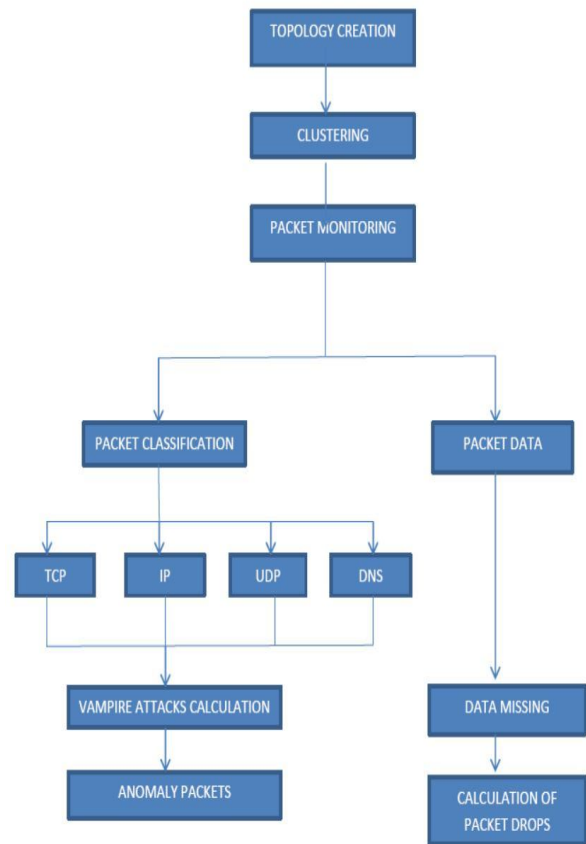 TOPOLOGY CREATION
CLUSTERING
PACKET MONITORING
PACKET CLASSIFICATION
PACKET DATA
TCP
IP
UDP
DNS
VAMPIRE ATTACKS CALCULATION
DATA MISSING
ANOMALY PACKETS
CALCULATION OF
PACKET DROPS